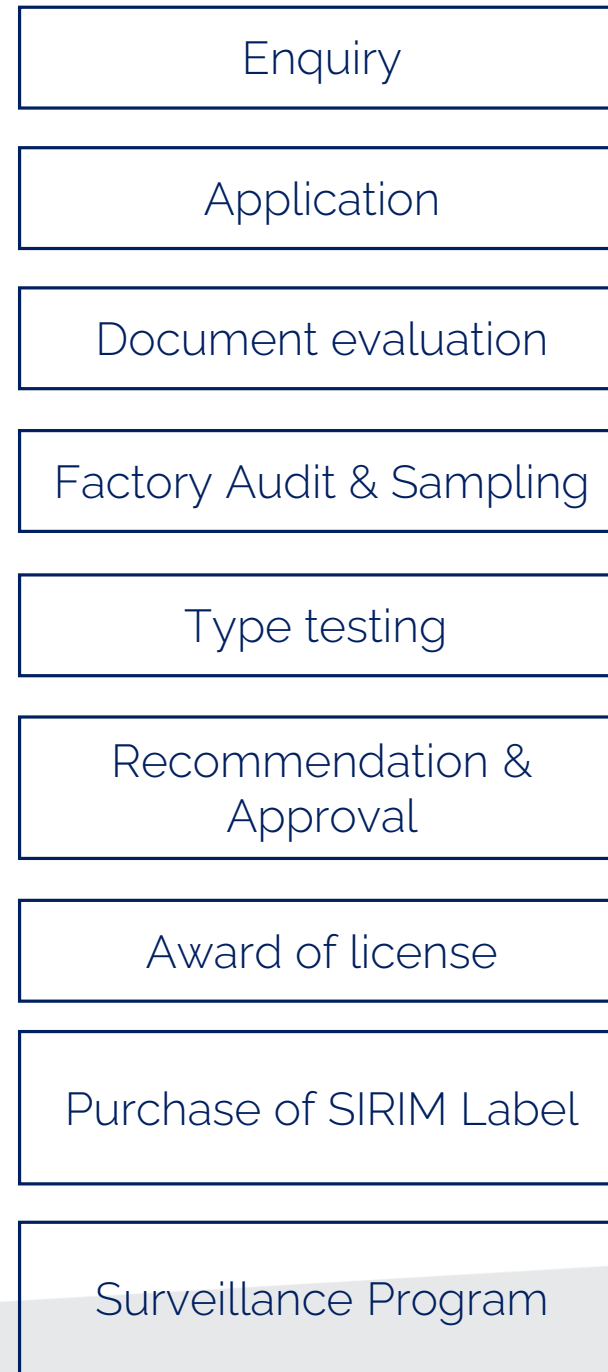 Enquiry
Application
Document evaluation
Factory Audit & Sampling
Type testing
Recommendation &
Approval
Award of license
Purchase of SIRIM Label
Surveillance Program